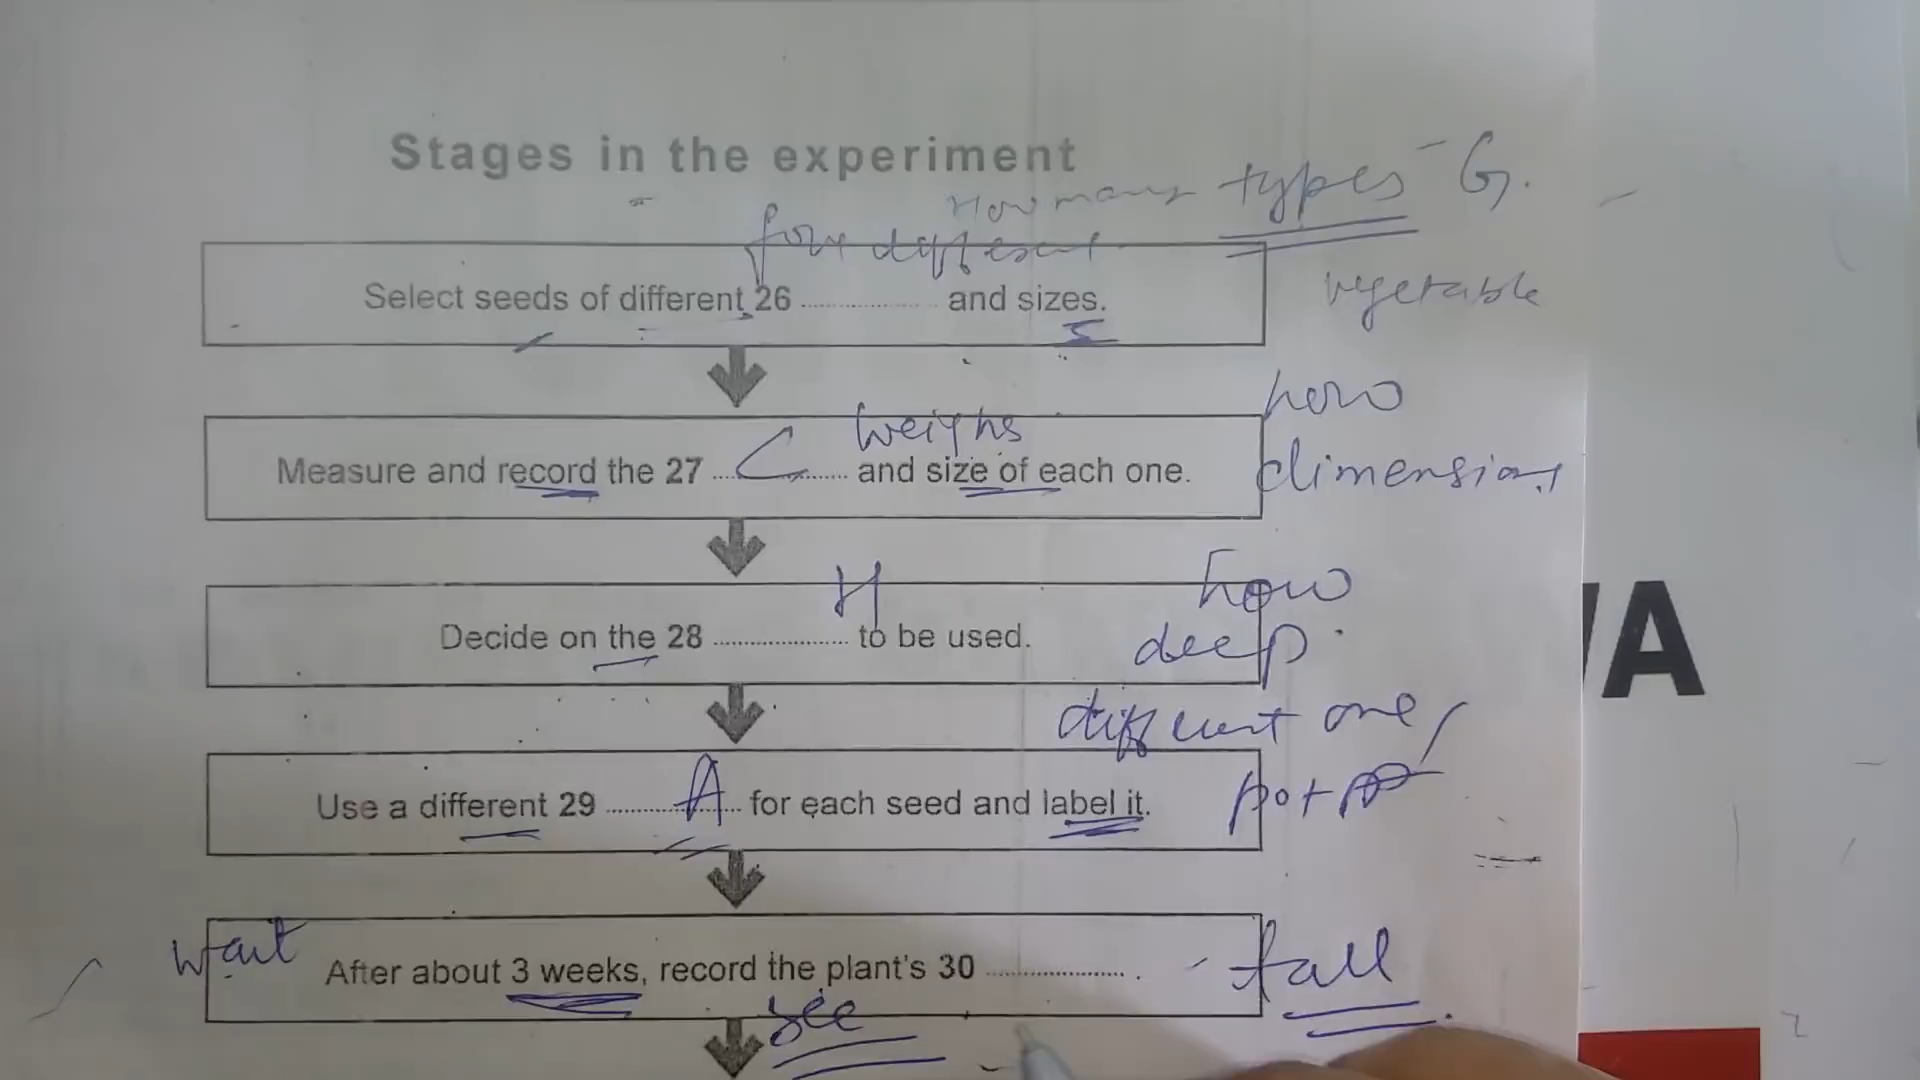 Stages in the experiment
How many types - G.
four different
Select seeds of different 26 .................... and sizes.
vegetable
how
weighs
Measure and record the 27 ... C ........ and size of each one.
dimensions
H
how
Decide on the 28 .................... to be used.
deep
different one
Use a different 29 ............ A ... for each seed and label it.
pot
wait
After about 3 weeks, record the plant's 30 .................... .
- tall
see
VA